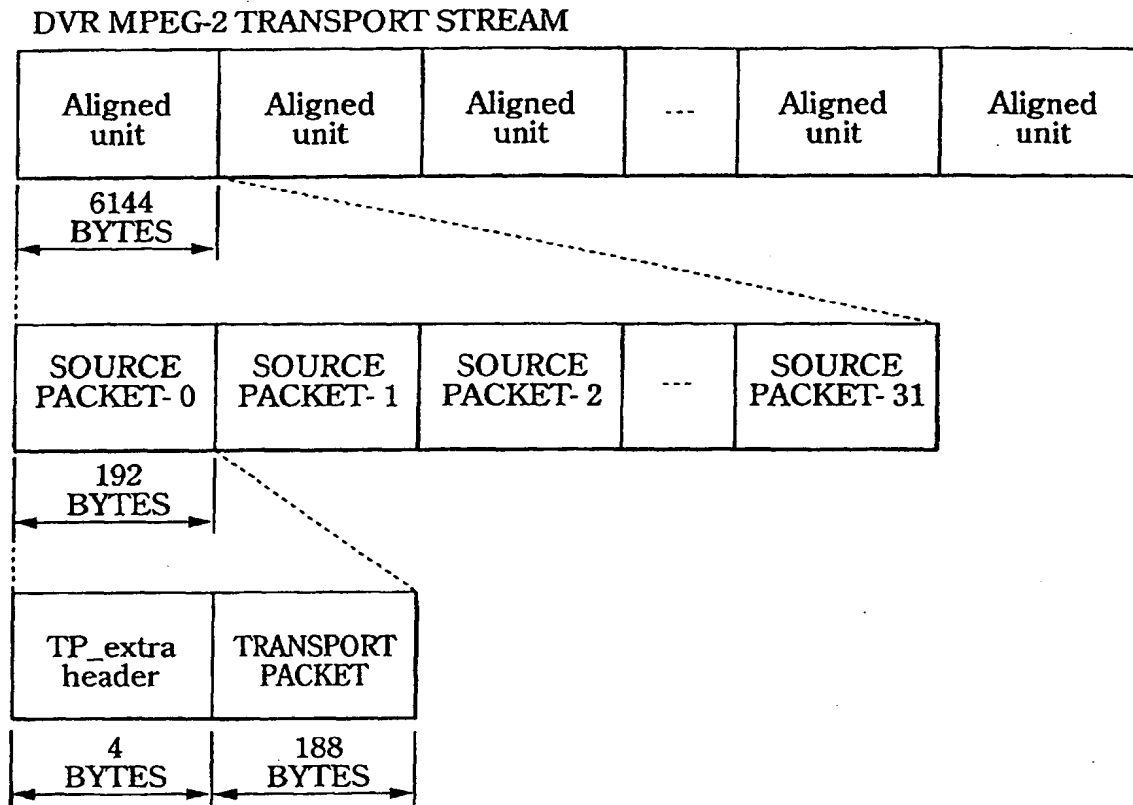 DVR MPEG-2 TRANSPORT STREAM
Aligned unit
Aligned unit
Aligned unit
---
Aligned unit
Aligned unit
6144 BYTES
SOURCE PACKET- 0
SOURCE PACKET- 1
SOURCE PACKET- 2
---
SOURCE PACKET- 31
192 BYTES
TP_extra header
TRANSPORT PACKET
4 BYTES
188 BYTES